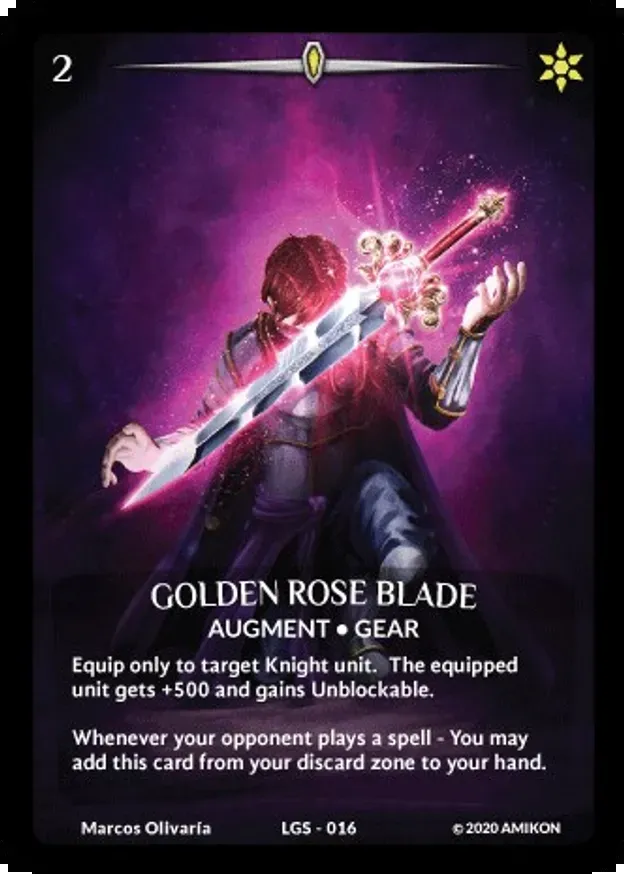 2
GOLDEN ROSE BLADE
AUGMENT • GEAR
Equip only to target Knight unit. The equipped
unit gets +500 and gains Unblockable.
Whenever your opponent plays a spell - You may
add this card from your discard zone to your hand.
Marcos Olivaría LGS - 016 © 2020 AMIKON